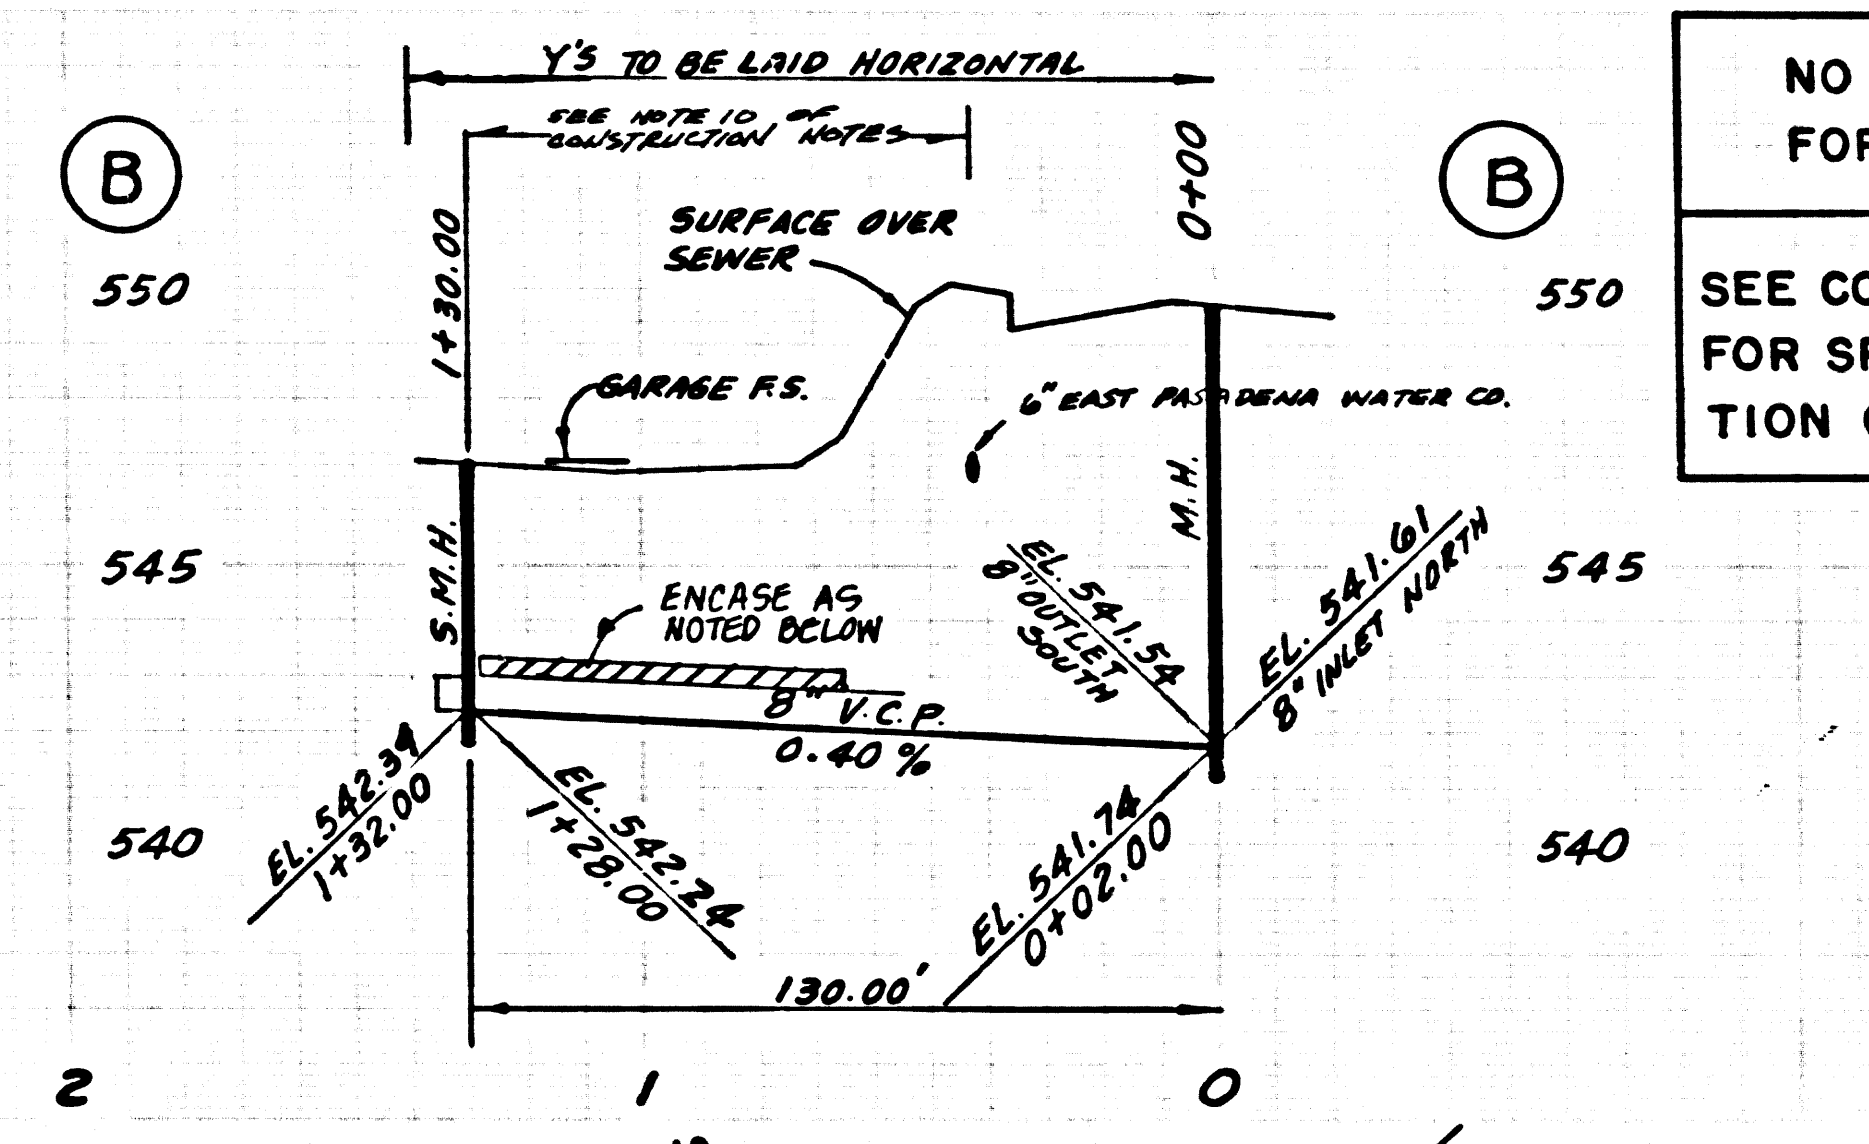 Y'S TO BE LAID HORIZONTAL
SEE NOTE 10 OF
CONSTRUCTION NOTES
B
B
NO
FOR
0+00
1+30.00
SURFACE OVER
SEWER
550
550
SEE CO
FOR SP
TION
GARAGE F.S.
6" EAST PASADENA WATER CO.
M.H.
S.M.H.
545
545
ENCASE AS
NOTED BELOW
EL. 541.54
8" OUTLET
SOUTH
EL. 541.61
8" INLET NORTH
8" V.C.P.
0.40 %
EL. 542.39
1+32.00
EL. 542.24
1+28.00
EL. 541.74
0+02.00
540
540
130.00'
2
1
0